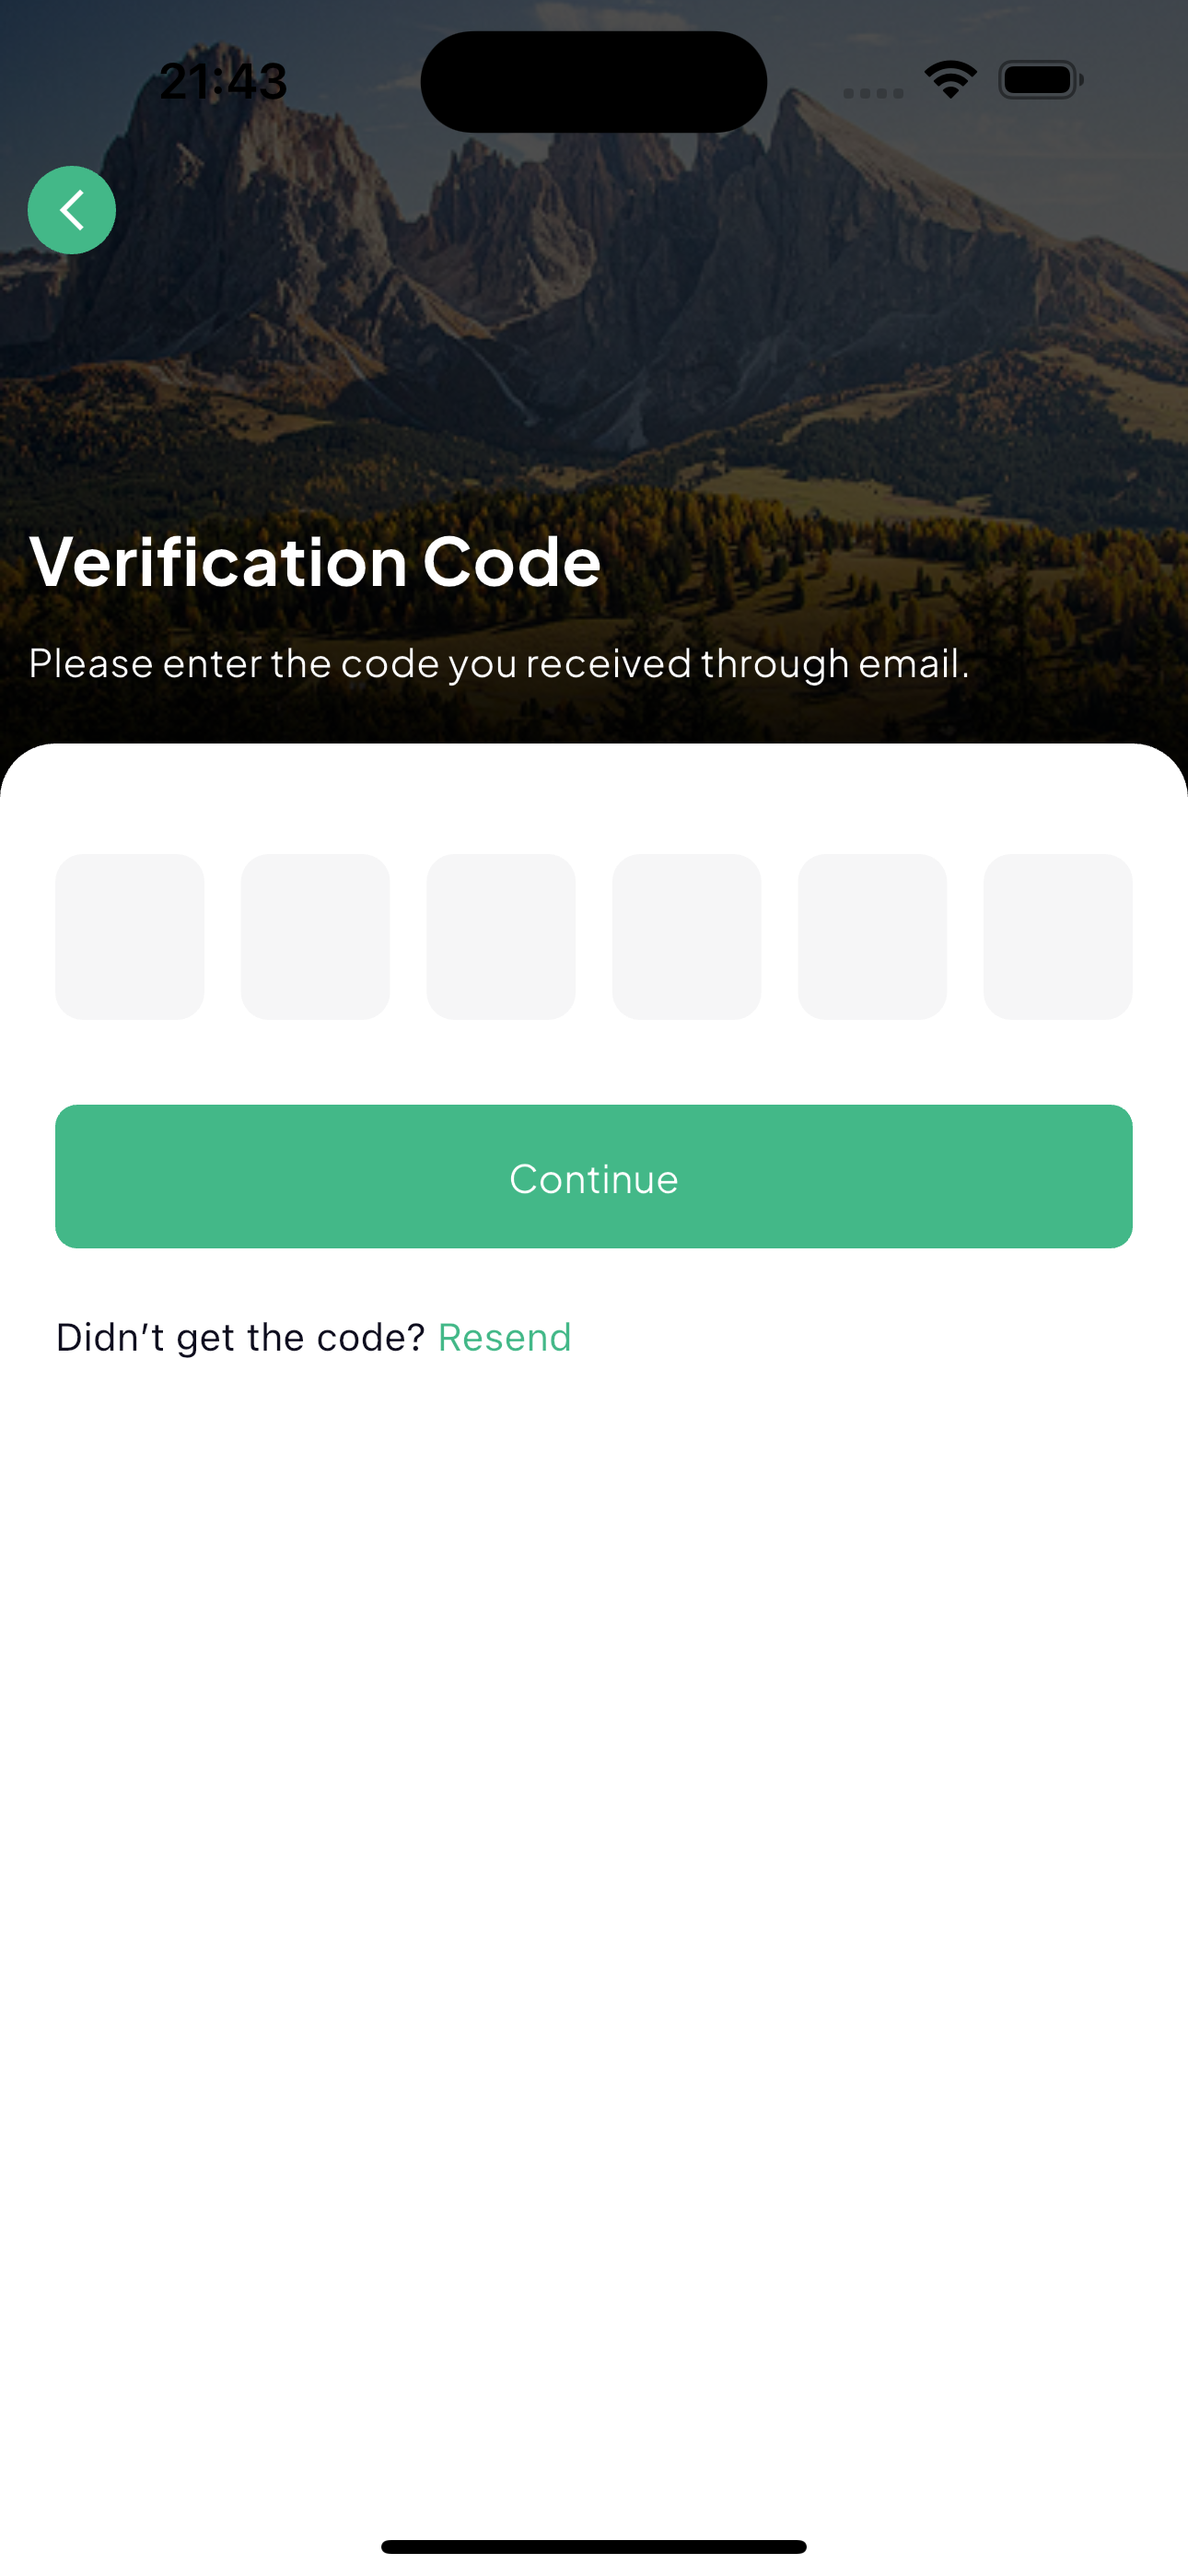 21:43
Verification Code
Please enter the code you received through email.
Continue
Didn’t get the code? Resend